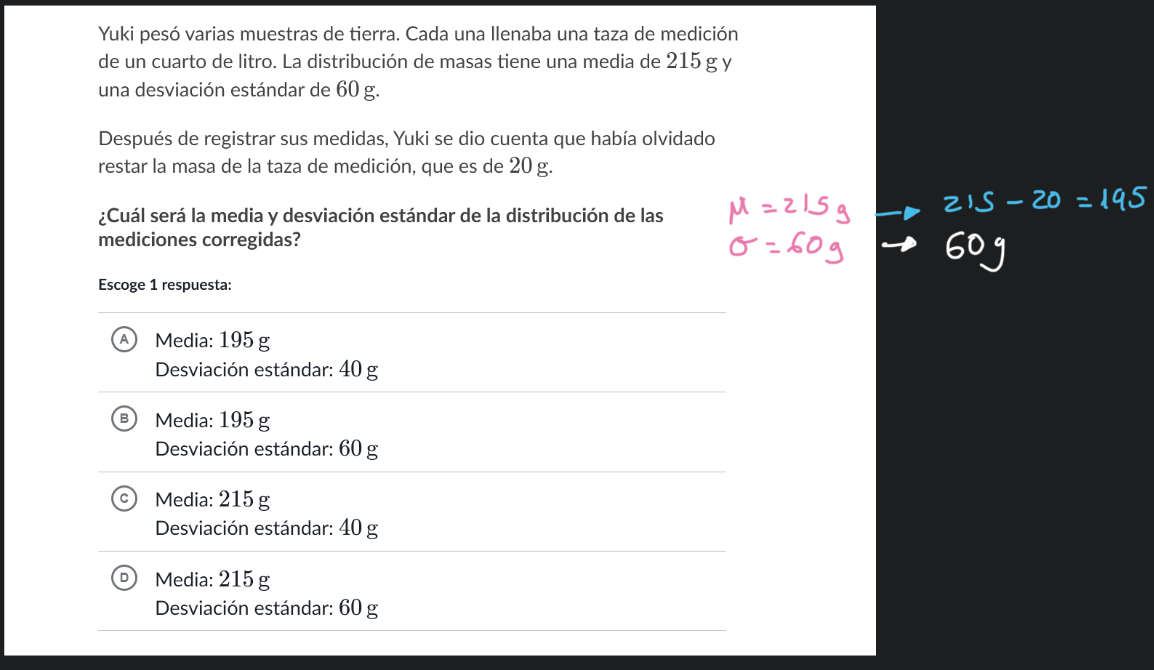 Yuki pesó varias muestras de tierra. Cada una llenaba una taza de medición
de un cuarto de litro. La distribución de masas tiene una media de 215 g y
una desviación estándar de 60 g.
Después de registrar sus medidas, Yuki se dio cuenta que había olvidado
restar la masa de la taza de medición, que es de 20 g.
¿Cuál será la media y desviación estándar de la distribución de las
mediciones corregidas?
μ = 215 g → 215 - 20 = 195
σ = 60 g → 60 g
Escoge 1 respuesta:
A Media: 195 g
Desviación estándar: 40 g
B Media: 195 g
Desviación estándar: 60 g
C Media: 215 g
Desviación estándar: 40 g
D Media: 215 g
Desviación estándar: 60 g